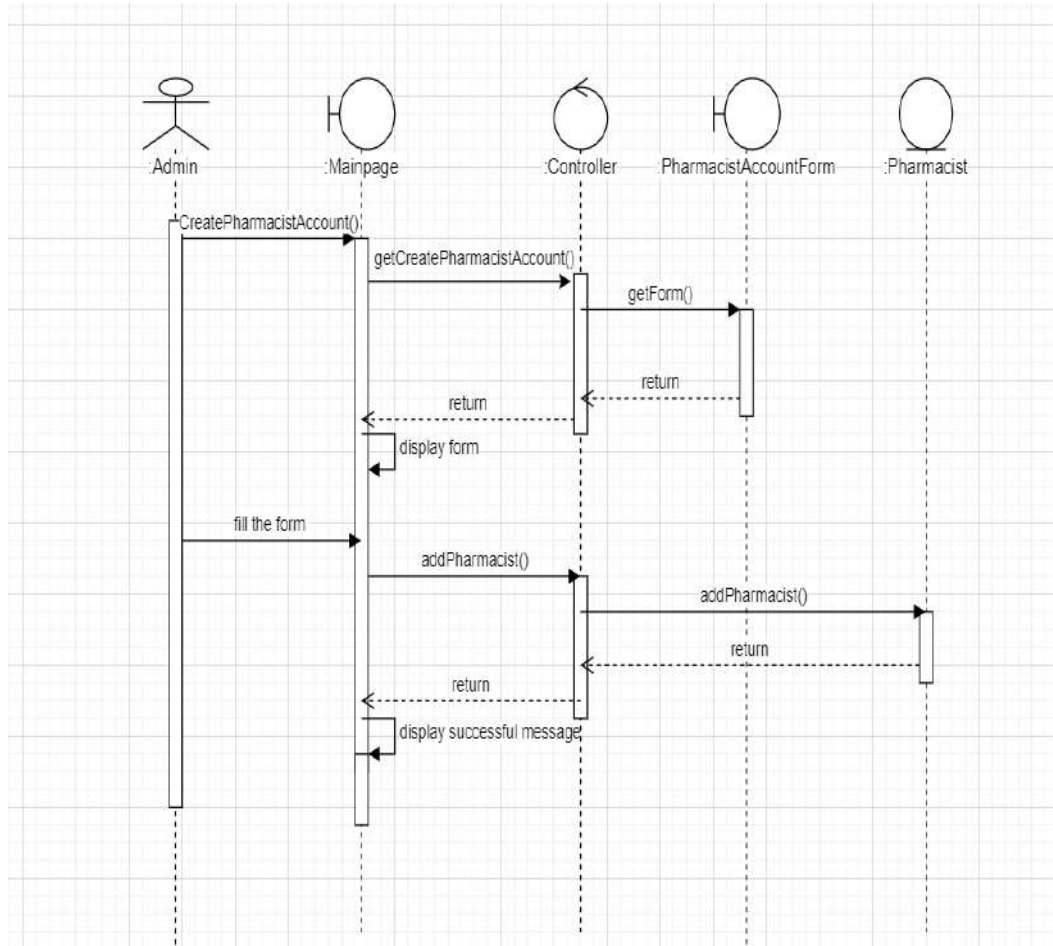 :Admin
:Mainpage
:Controller
:PharmacistAccountForm
:Pharmacist
CreatePharmacistAccount()
getCreatePharmacistAccount()
getForm()
return
return
display form
fill the form
addPharmacist()
addPharmacist()
return
return
display successful message